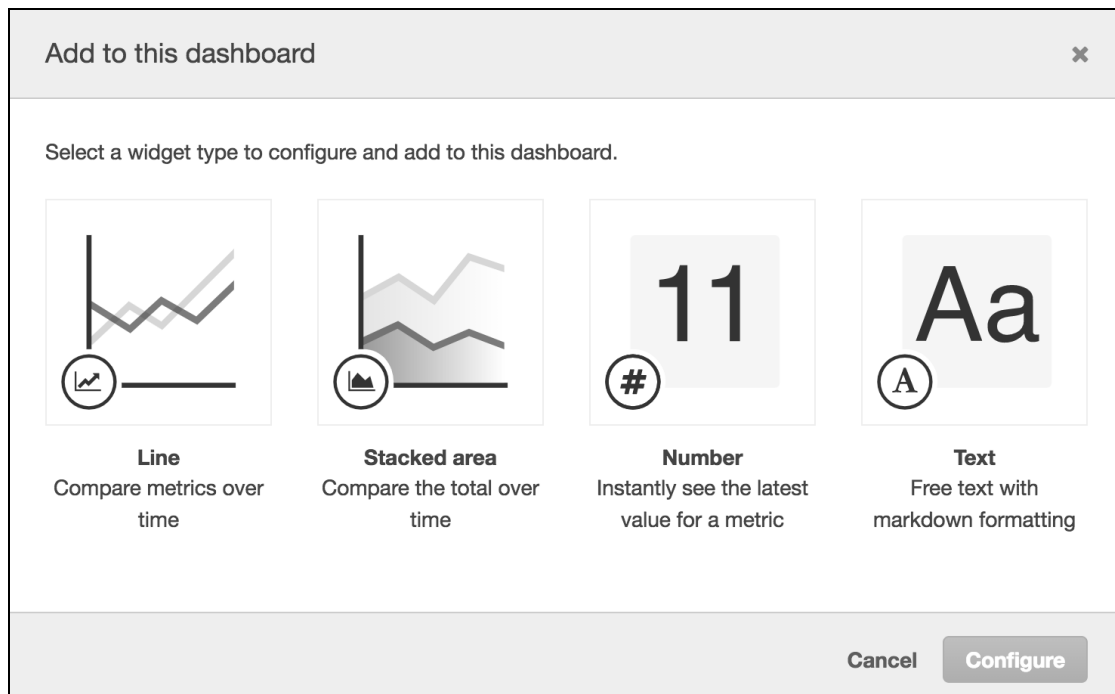 Add to this dashboard
Select a widget type to configure and add to this dashboard.
11
#
Aa
A
Line
Compare metrics over
time
Stacked area
Compare the total over
time
Number
Instantly see the latest
value for a metric
Text
Free text with
markdown formatting
Cancel
Configure